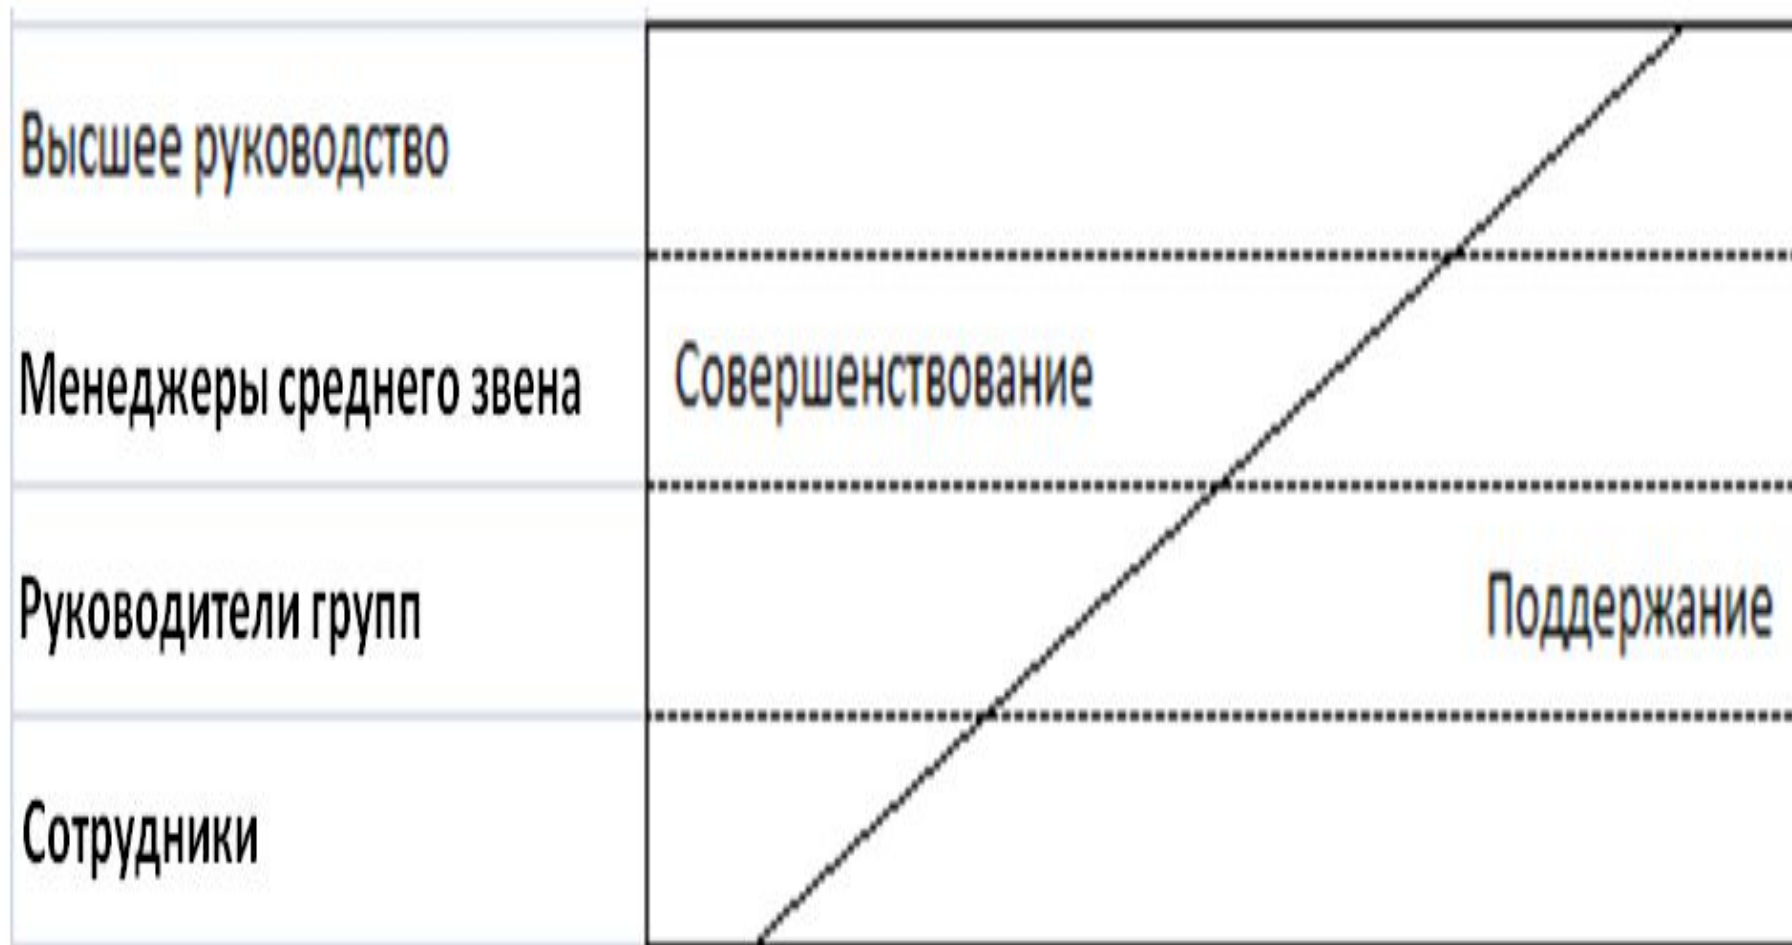 Высшее руководство
Менеджеры среднего звена
Совершенствование
Руководители групп
Поддержание
Сотрудники